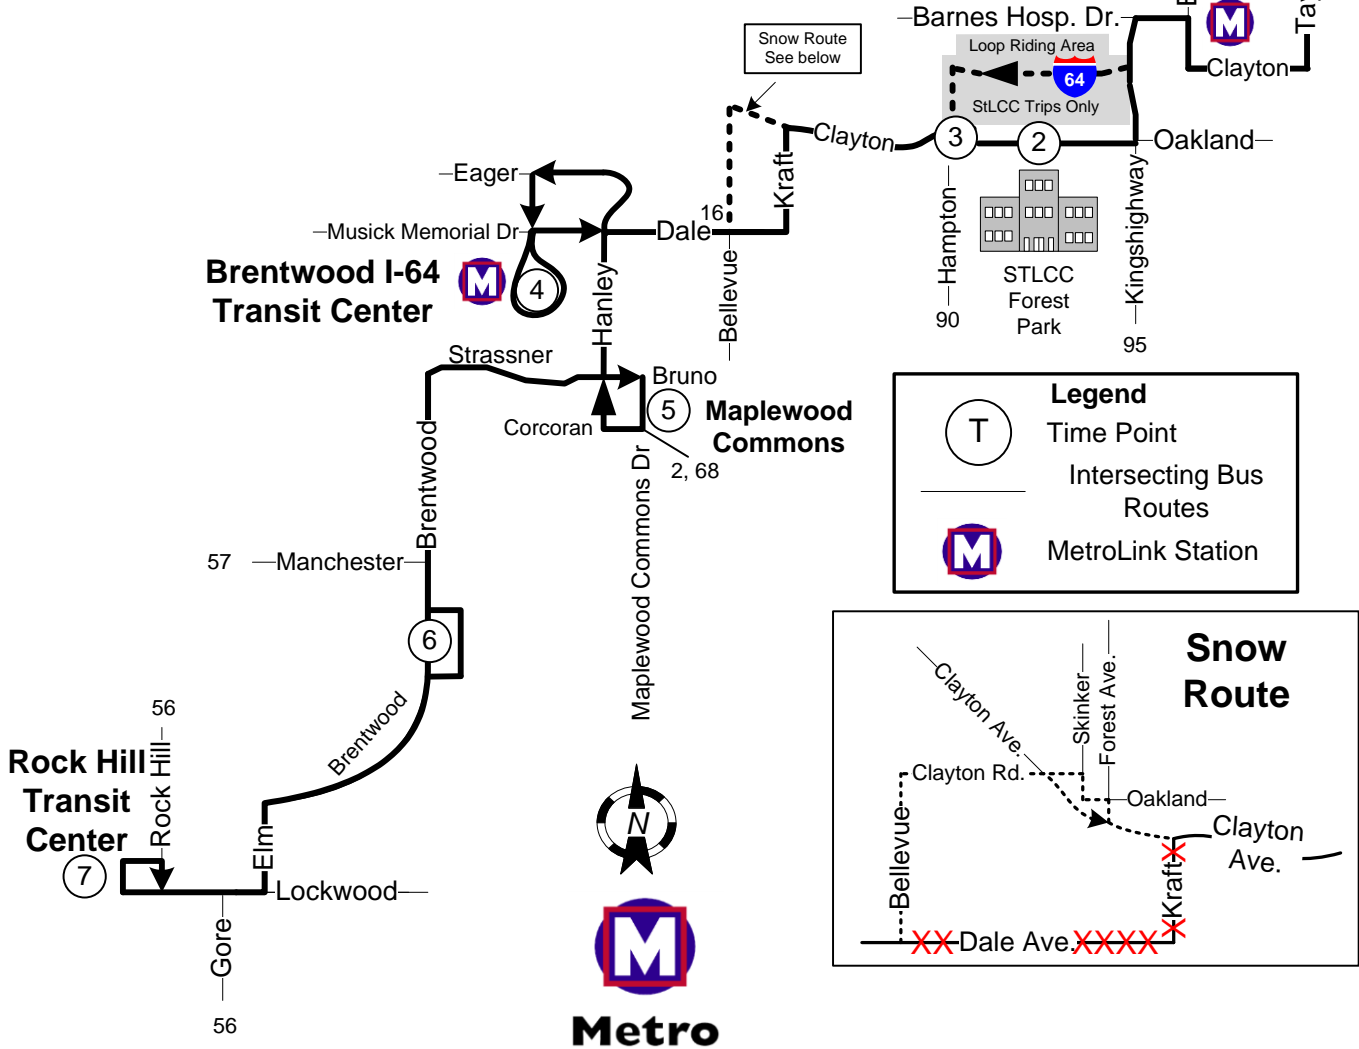 Barnes Hosp. Dr.
Loop Riding Area
64
StLCC Trips Only
Clayton
Snow Route
See below
Clayton
3
2
Oakland
Kraft
Eager
16
Musick Memorial Dr
Dale
Brentwood I-64
Transit Center
4
Hanley
Bellevue
Hampton
90
STLCC
Forest
Park
Kingshighway
95
Strassner
Bruno
5
Corcoran
Maplewood
Commons
2, 68
Maplewood Commons Dr
Legend
T
Time Point
Intersecting Bus
Routes
M
MetroLink Station
Brentwood
57
Manchester
6
Brentwood
56
Rock Hill
Rock Hill
Transit
Center
7
Elm
Lockwood
Gore
56
N
M
Metro
Snow
Route
Clayton Ave.
Skinker
Forest Ave.
Clayton Rd.
Oakland
Clayton
Ave.
Bellevue
Kraft
Dale Ave.